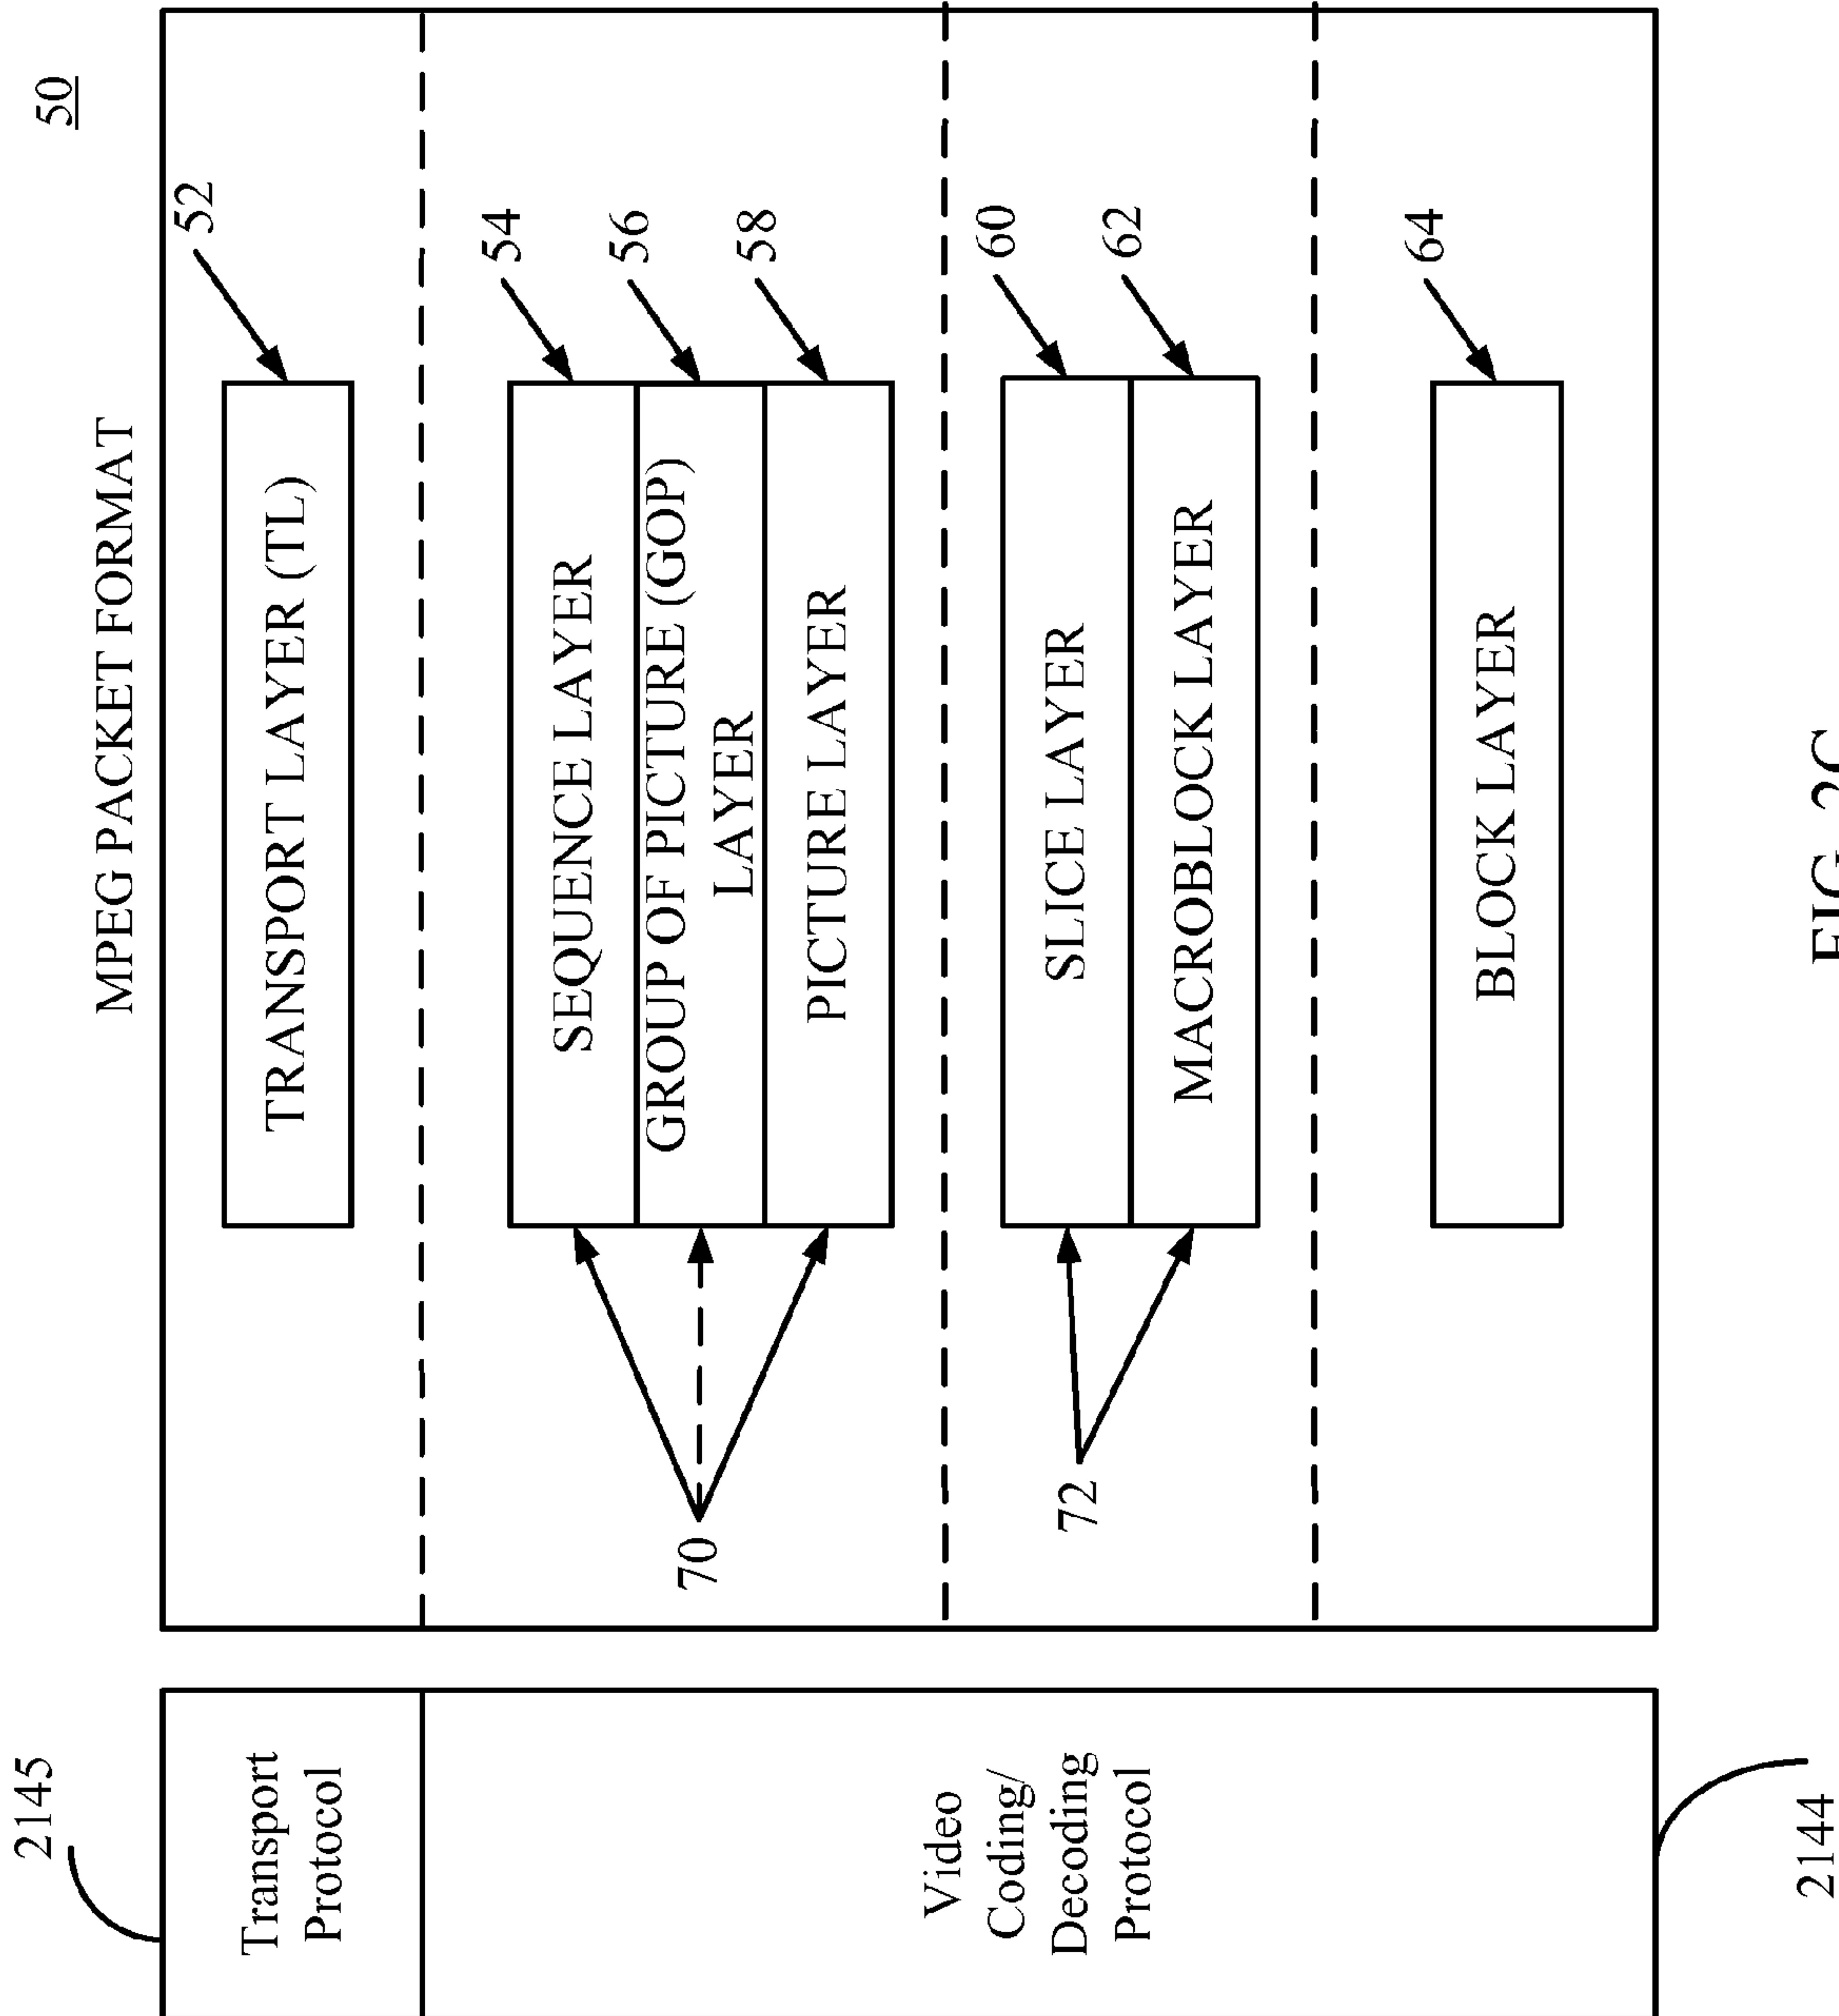 MPEG PACKET FORMAT
50
2145
Transport
Protocol
TRANSPORT LAYER (TL)
52
Video
Coding/
Decoding
Protocol
2144
70
SEQUENCE LAYER
54
GROUP OF PICTURE (GOP)
LAYER
56
PICTURE LAYER
58
72
SLICE LAYER
60
MACROBLOCK LAYER
62
BLOCK LAYER
64
FIG. 2C